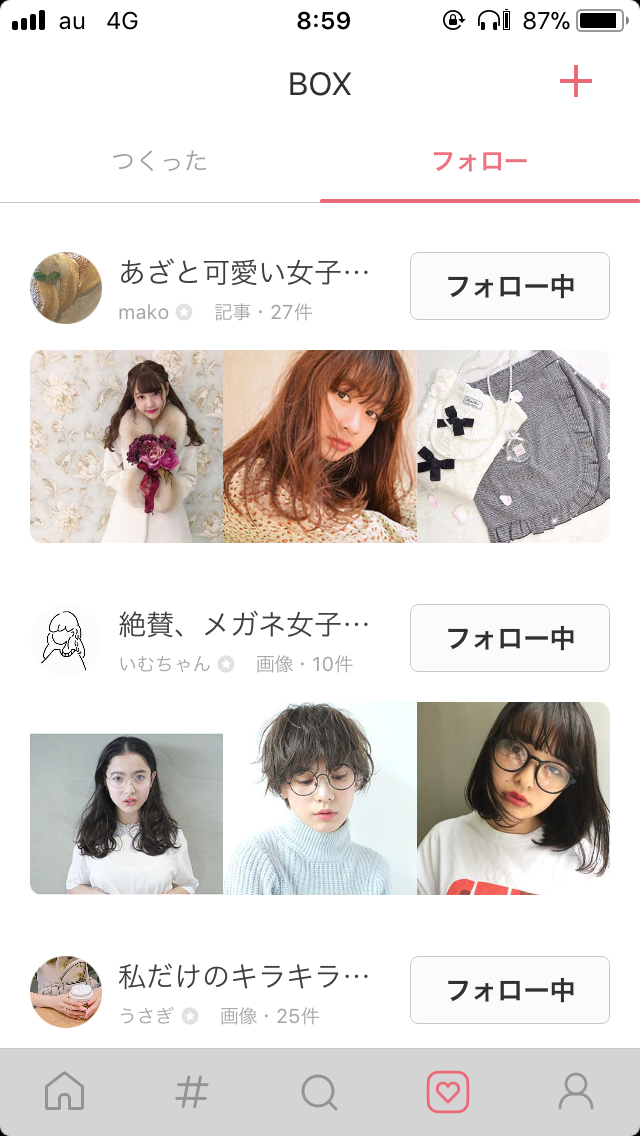 au 4G 8:59 87%
BOX
つくった フォロー
あざと可愛い女子… フォロー中
mako 記事・27件
絶賛、メガネ女子… フォロー中
いむちゃん 画像・10件
私だけのキラキラ… フォロー中
うさぎ 画像・25件